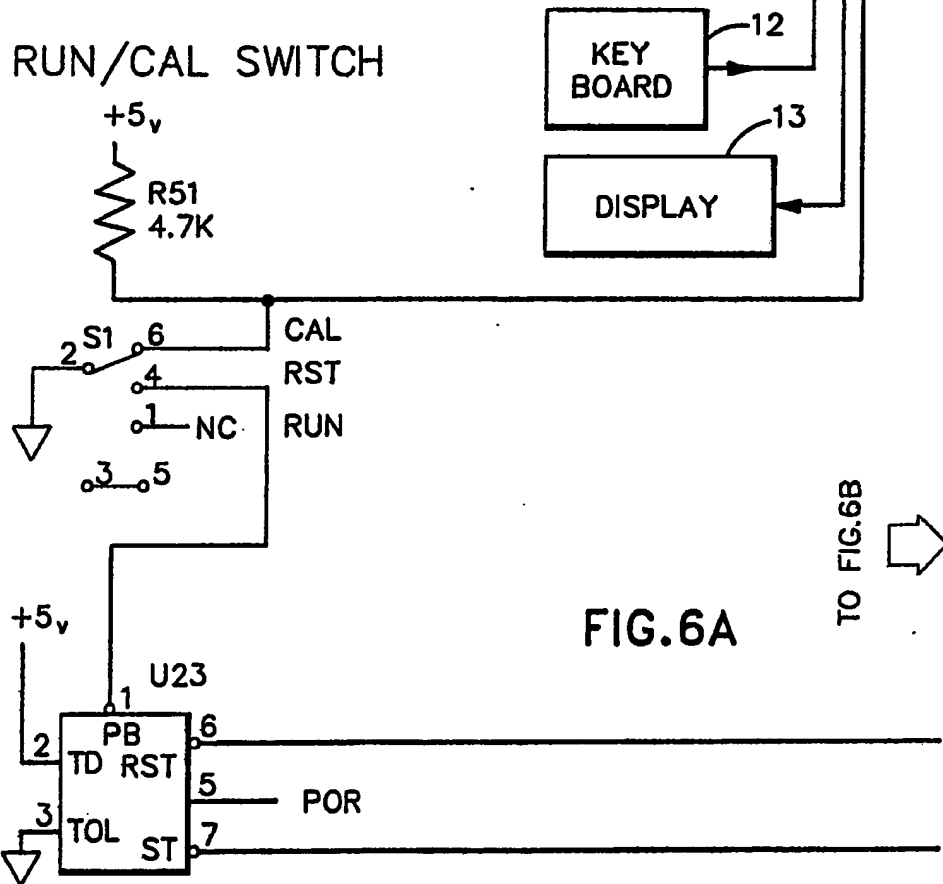 12
KEY
BOARD
RUN/CAL SWITCH
+5v
13
R51
4.7K
DISPLAY
S1
6
CAL
2
RST
4
1
NC
RUN
3
5
TO FIG.6B
+5v
FIG.6A
U23
1
PB
6
2
TD
RST
5
POR
3
TOL
7
ST